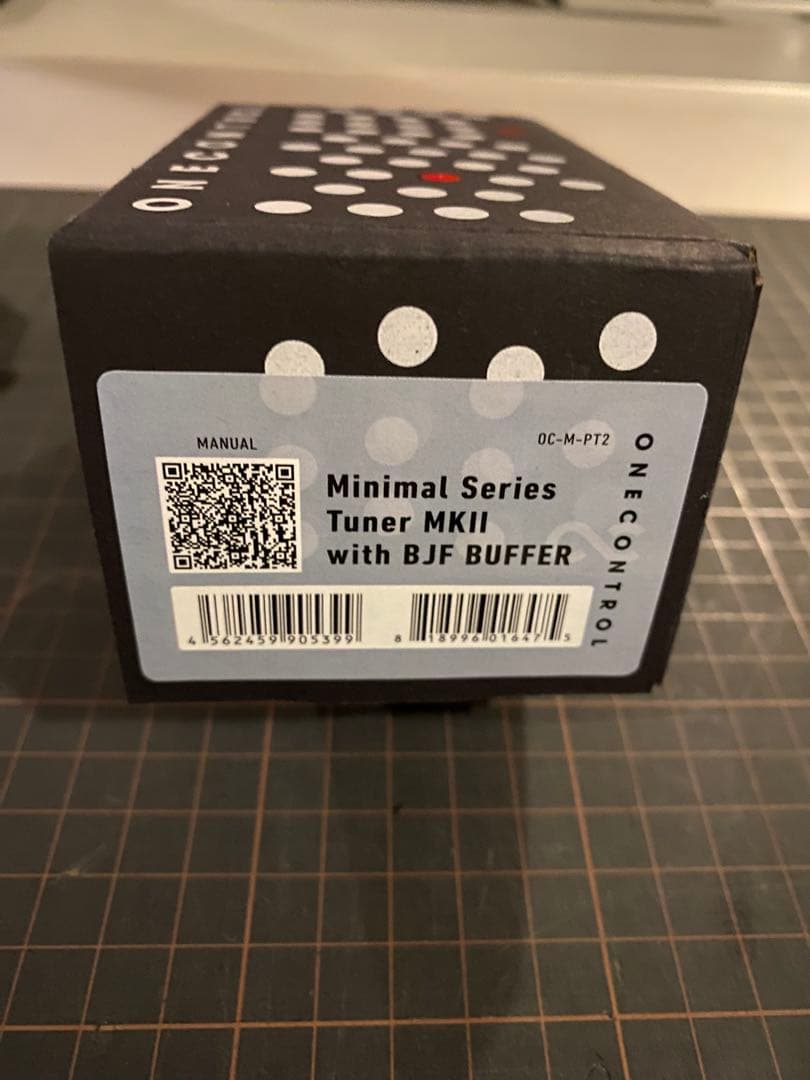 ONECONTROL
MANUAL
OC-M-PT2
Minimal Series
Tuner MKII
with BJF BUFFER
ONECONTROL
4 562459 905399
8 18996 01647 5